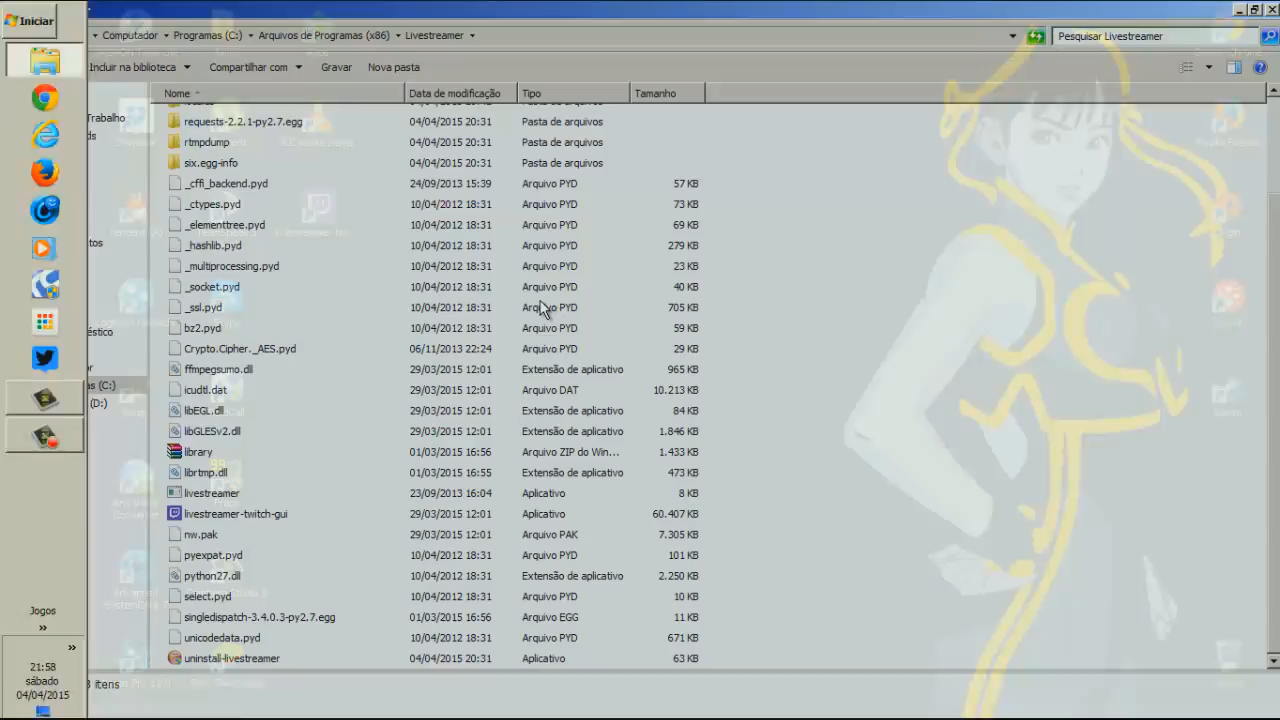 Iniciar
Computador Programas (C:) Arquivos de Programas (x86) Livestreamer
Pesquisar Livestreamer
Incluir na biblioteca Compartilhar com Gravar Nova pasta
Nome Data de modificação Tipo Tamanho
requests-2.2.1-py2.7.egg 04/04/2015 20:31 Pasta de arquivos
rtmpdump 04/04/2015 20:31 Pasta de arquivos
six.egg-info 04/04/2015 20:31 Pasta de arquivos
_cffi_backend.pyd 24/09/2013 15:39 Arquivo PYD 57 KB
_ctypes.pyd 10/04/2012 18:31 Arquivo PYD 73 KB
_elementtree.pyd 10/04/2012 18:31 Arquivo PYD 69 KB
_hashlib.pyd 10/04/2012 18:31 Arquivo PYD 279 KB
_multiprocessing.pyd 10/04/2012 18:31 Arquivo PYD 23 KB
_socket.pyd 10/04/2012 18:31 Arquivo PYD 40 KB
_ssl.pyd 10/04/2012 18:31 Arquivo PYD 705 KB
bz2.pyd 10/04/2012 18:31 Arquivo PYD 59 KB
Crypto.Cipher._AES.pyd 06/11/2013 22:24 Arquivo PYD 29 KB
ffmpegsumo.dll 29/03/2015 12:01 Extensão de aplicativo 965 KB
icudtl.dat 29/03/2015 12:01 Arquivo DAT 10.213 KB
libEGL.dll 29/03/2015 12:01 Extensão de aplicativo 84 KB
libGLESv2.dll 29/03/2015 12:01 Extensão de aplicativo 1.846 KB
library 01/03/2015 16:56 Arquivo ZIP do Win... 1.433 KB
librtmp.dll 01/03/2015 16:55 Extensão de aplicativo 473 KB
livestreamer 23/09/2013 16:04 Aplicativo 8 KB
livestreamer-twitch-gui 29/03/2015 12:01 Aplicativo 60.407 KB
nw.pak 29/03/2015 12:01 Arquivo PAK 7.305 KB
pyexpat.pyd 10/04/2012 18:31 Arquivo PYD 101 KB
python27.dll 10/04/2012 18:31 Extensão de aplicativo 2.250 KB
select.pyd 10/04/2012 18:31 Arquivo PYD 10 KB
singledispatch-3.4.0.3-py2.7.egg 01/03/2015 16:56 Arquivo EGG 11 KB
unicodedata.pyd 10/04/2012 18:31 Arquivo PYD 671 KB
uninstall-livestreamer 04/04/2015 20:31 Aplicativo 63 KB
Trabalho
ds
tos
éstico
or
as (C:)
(D:)
itens
Jogos
21:58
sábado
04/04/2015